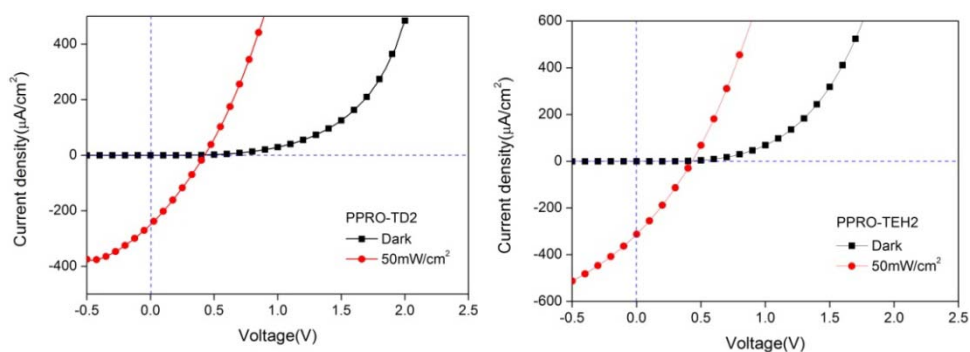 Current density(μA/cm²)
400
200
0
-200
-400
-0.5 0.0 0.5 1.0 1.5 2.0 2.5
Voltage(V)
PPRO-TD2
Dark
50mW/cm²
Current density(μA/cm²)
600
400
200
0
-200
-400
-600
-0.5 0.0 0.5 1.0 1.5 2.0 2.5
Voltage(V)
PPRO-TEH2
Dark
50mW/cm²